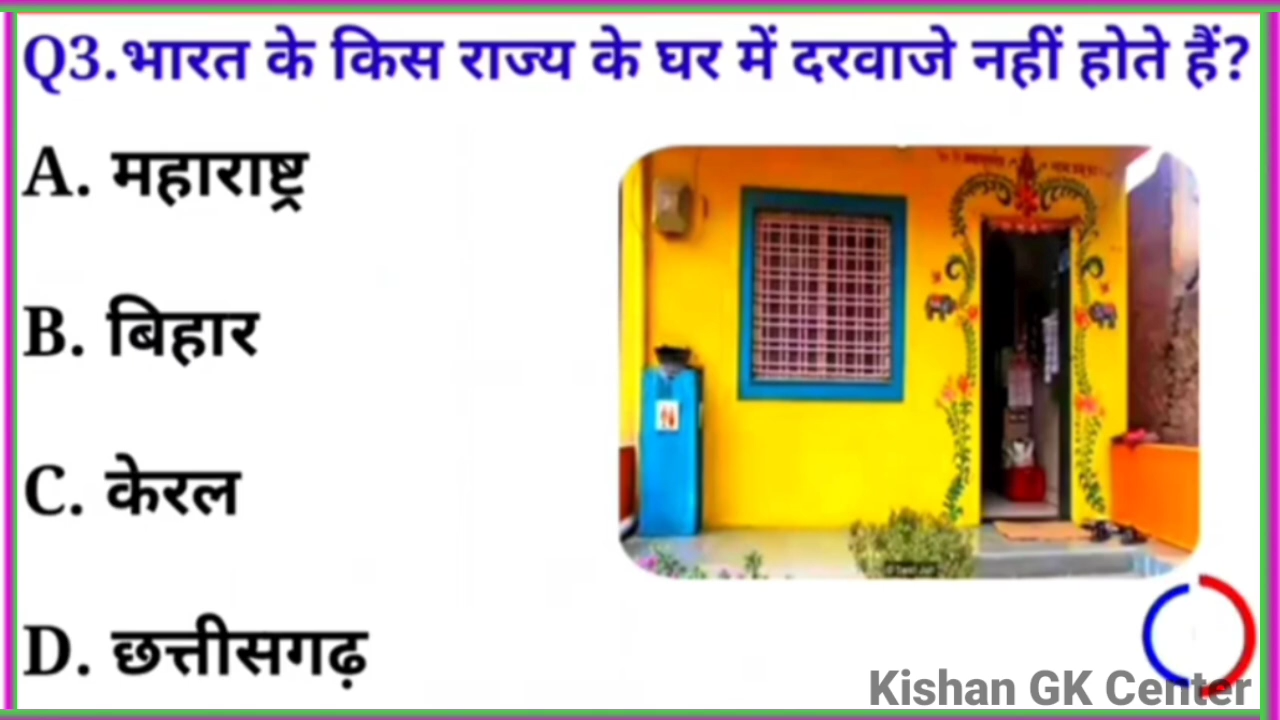 Q3.भारत के किस राज्य के घर में दरवाजे नहीं होते हैं?
A. महाराष्ट्र
B. बिहार
C. केरल
D. छत्तीसगढ़
Kishan GK Center